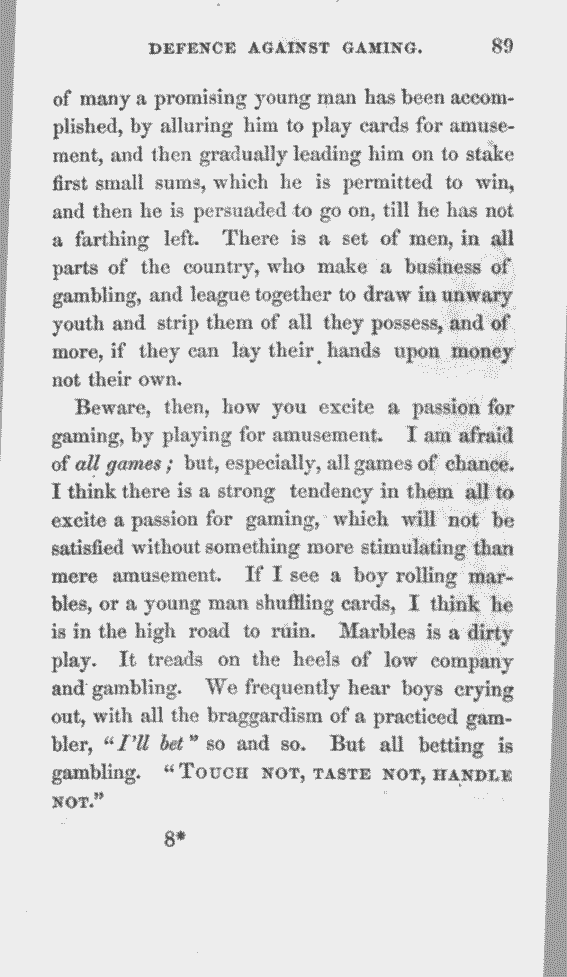 DEFENCE AGAINST GAMING. 89
of many a promising young man has been accom-
plished, by alluring him to play cards for amuse-
ment, and then gradually leading him on to stake
first small sums, which he is permitted to win,
and then he is persuaded to go on, till he has not
a farthing left. There is a set of men, in all
parts of the country, who make a business of
gambling, and league together to draw in unwary
youth and strip them of all they possess, and of
more, if they can lay their hands upon money
not their own.
Beware, then, how you excite a passion for
gaming, by playing for amusement. I am afraid
of all games; but, especially, all games of chance.
I think there is a strong tendency in them all to
excite a passion for gaming, which will not be
satisfied without something more stimulating than
mere amusement. If I see a boy rolling mar-
bles, or a young man shuffling cards, I think he
is in the high road to ruin. Marbles is a dirty
play. It treads on the heels of low company
and gambling. We frequently hear boys crying
out, with all the braggardism of a practiced gam-
bler, "I'll bet" so and so. But all betting is
gambling. "TOUCH NOT, TASTE NOT, HANDLE
NOT."
8*